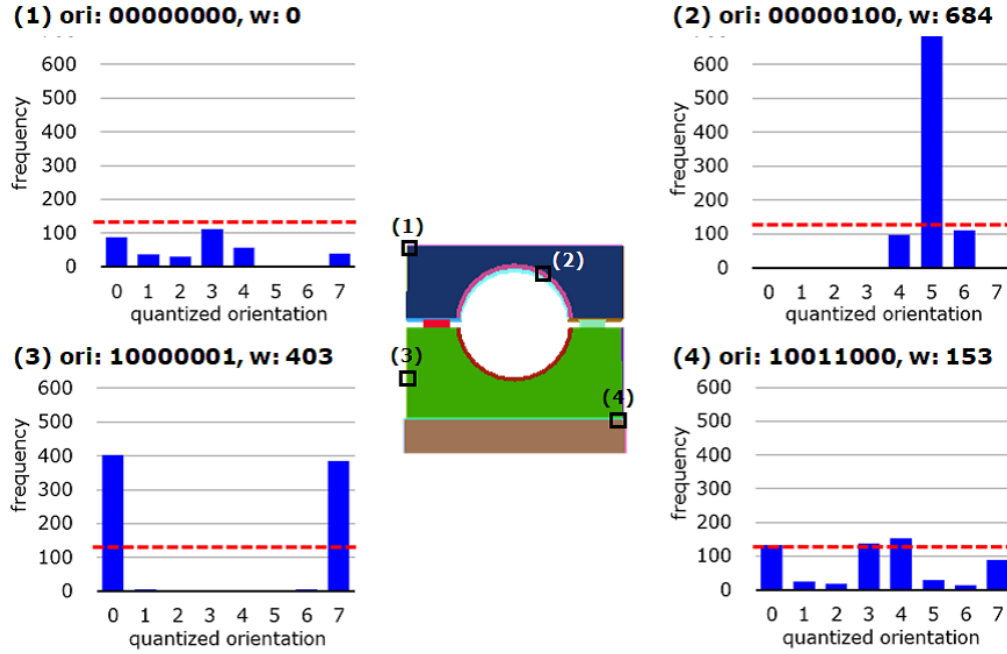 (1) ori: 00000000, w: 0
600
500
400
300
200
100
0
frequency
0 1 2 3 4 5 6 7
quantized orientation
(2) ori: 00000100, w: 684
600
500
400
300
200
100
0
frequency
0 1 2 3 4 5 6 7
quantized orientation
(1)
(2)
(3)
(4)
(3) ori: 10000001, w: 403
600
500
400
300
200
100
0
frequency
0 1 2 3 4 5 6 7
quantized orientation
(4) ori: 10011000, w: 153
600
500
400
300
200
100
0
frequency
0 1 2 3 4 5 6 7
quantized orientation